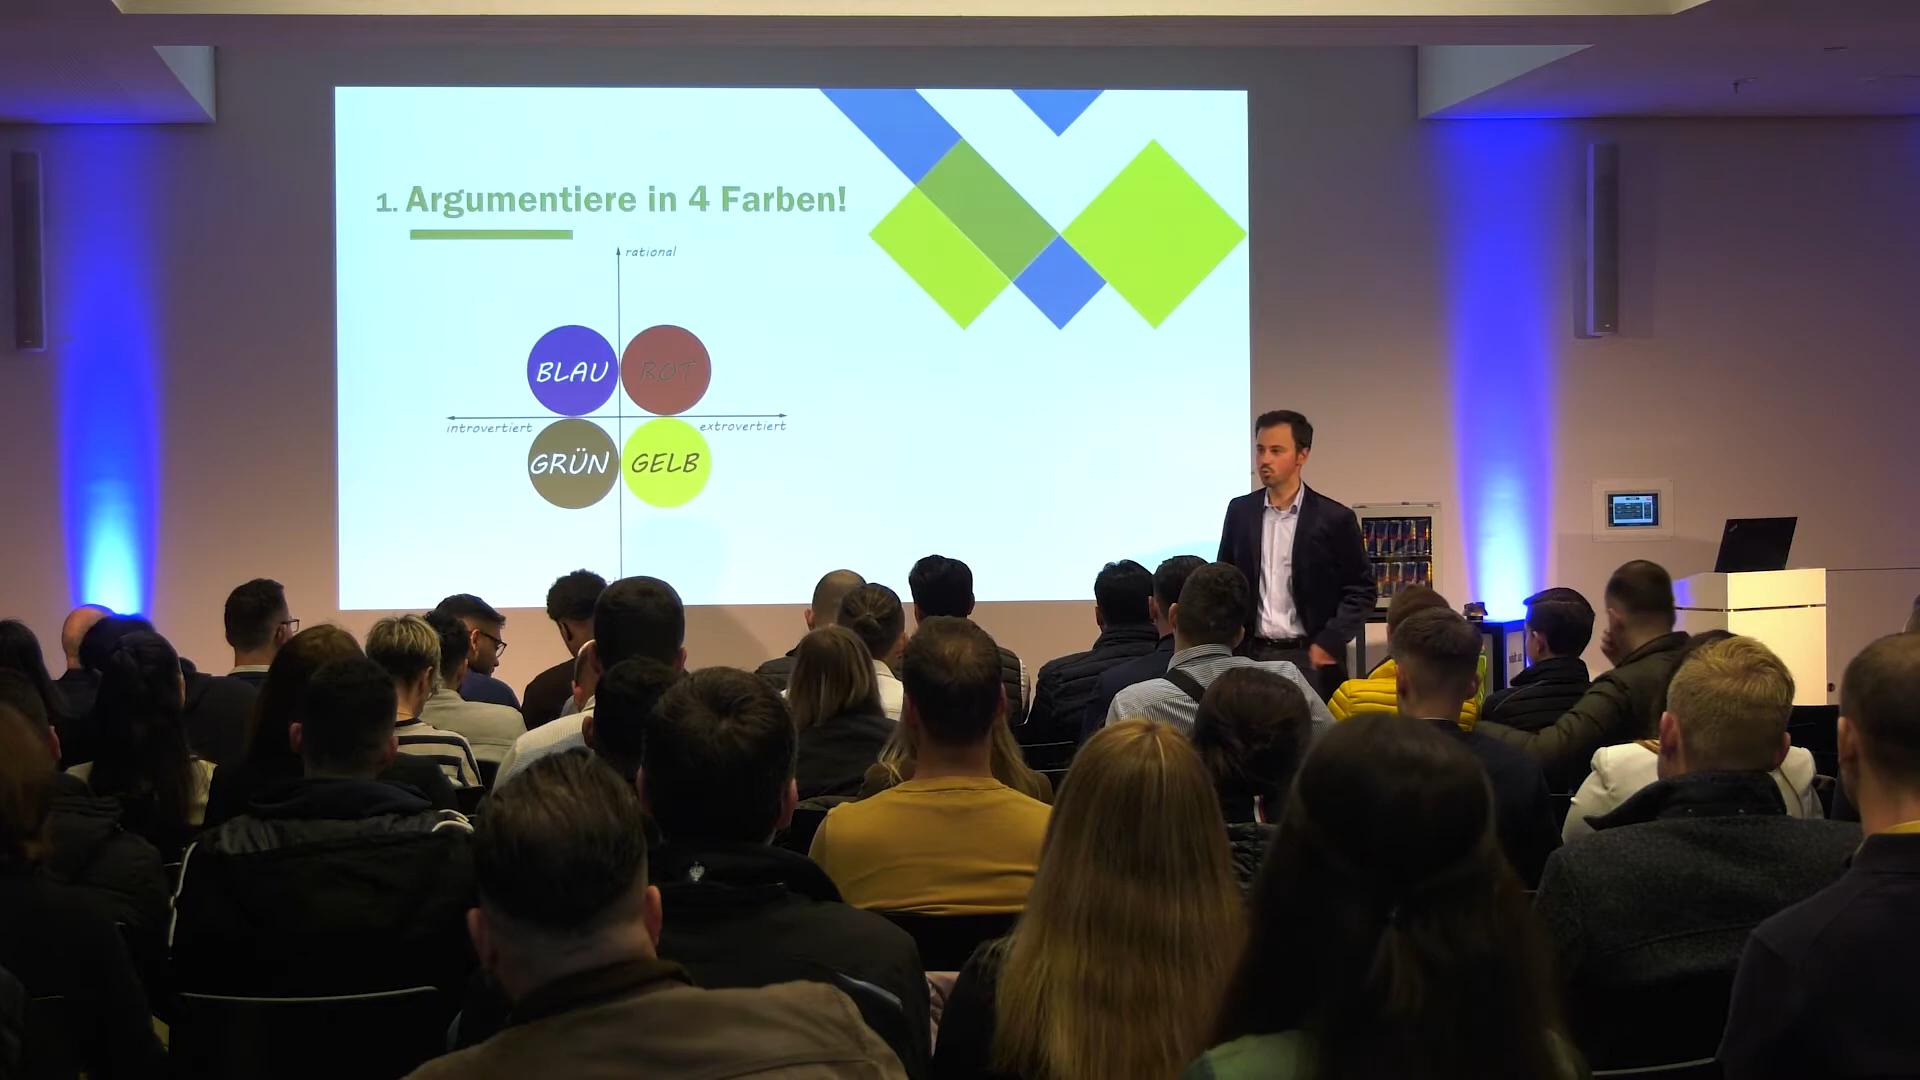 1. Argumentiere in 4 Farben!
rational
BLAU ROT
introvertiert extrovertiert
GRÜN GELB